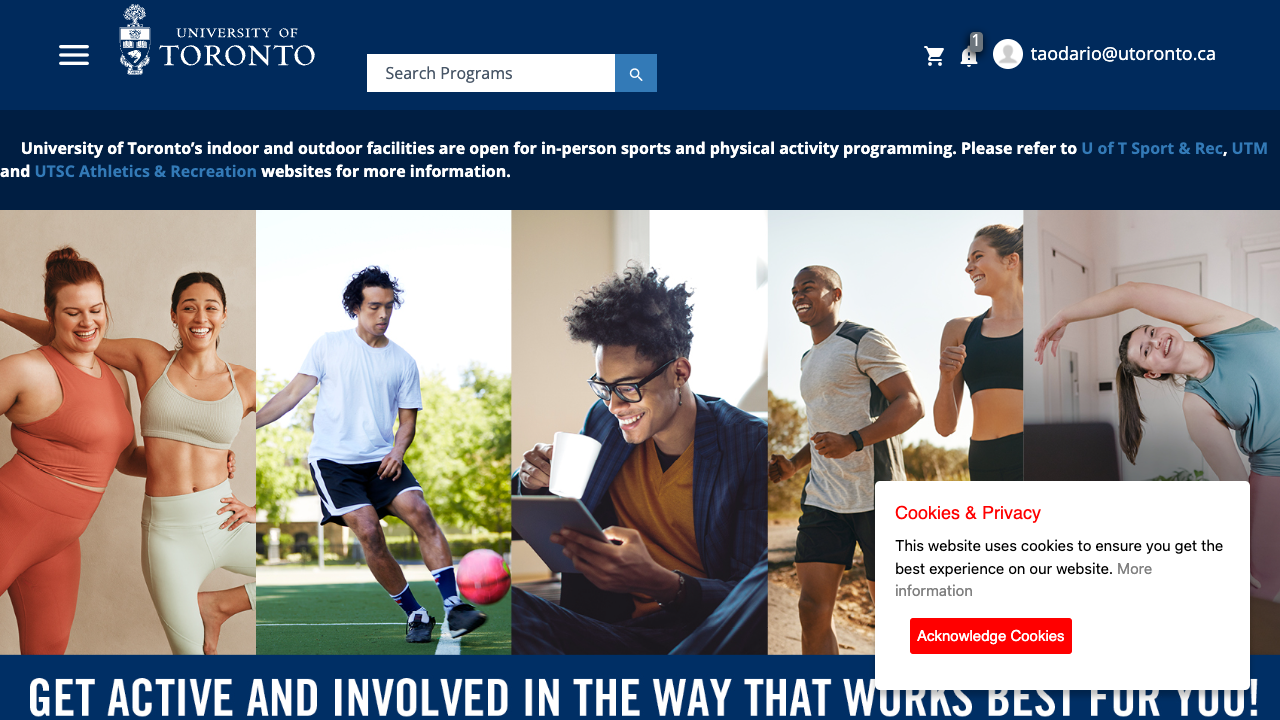 UNIVERSITY OF
TORONTO
Search Programs
1
taodario@utoronto.ca
University of Toronto’s indoor and outdoor facilities are open for in-person sports and physical activity programming. Please refer to U of T Sport & Rec, UTM
and UTSC Athletics & Recreation websites for more information.
Cookies & Privacy
This website uses cookies to ensure you get the
best experience on our website. More
information
Acknowledge Cookies
GET ACTIVE AND INVOLVED IN THE WAY THAT WORKS BEST FOR YOU!